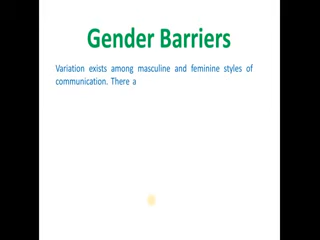 Gender Barriers
Variation exists among masculine and feminine styles of
communication. There a